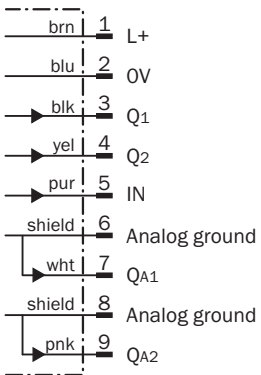 brn 1 L+
blu 2 0V
blk 3 Q1
yel 4 Q2
pur 5 IN
shield 6 Analog ground
wht 7 QA1
shield 8 Analog ground
pnk 9 QA2